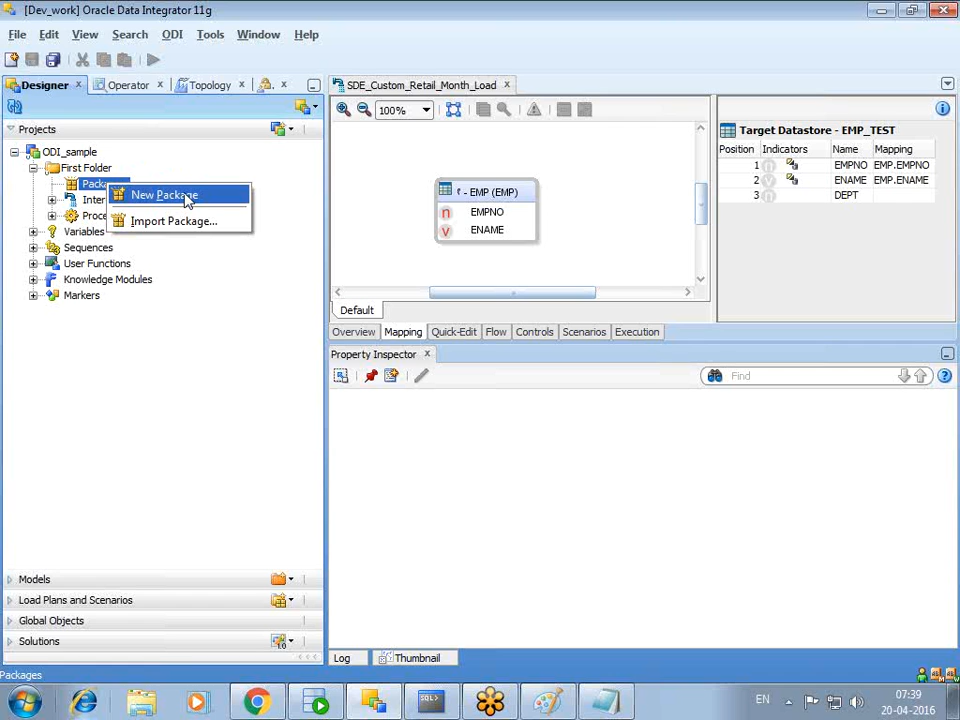 [Dev_work] Oracle Data Integrator 11g
File Edit View Search ODI Tools Window Help
Designer Operator Topology
SDE_Custom_Retail_Month_Load
Projects
100%
Target Datastore - EMP_TEST
Position Indicators Name Mapping
1 EMPNO EMP.EMPNO
2 ENAME EMP.ENAME
3 DEPT
ODI_sample
First Folder
New Package
Import Package...
Variables
Sequences
User Functions
Knowledge Modules
Markers
- EMP (EMP)
n EMPNO
v ENAME
Default
Overview Mapping Quick-Edit Flow Controls Scenarios Execution
Property Inspector
Find
Models
Load Plans and Scenarios
Global Objects
Solutions
Log Thumbnail
Packages
EN
07:39
20-04-2016